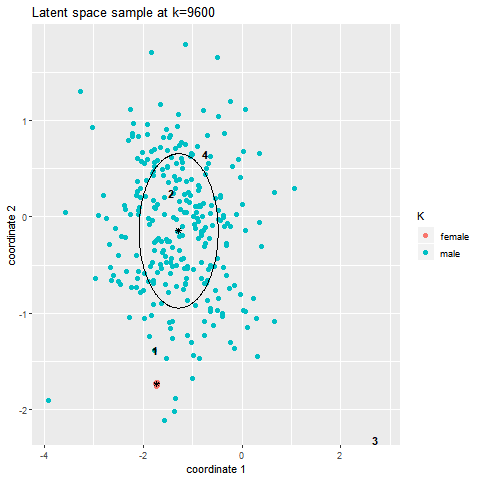 Latent space sample at k=9600
1
0
-1
-2
coordinate 2
-4
-2
0
2
coordinate 1
4
2
1
3
K
female
male